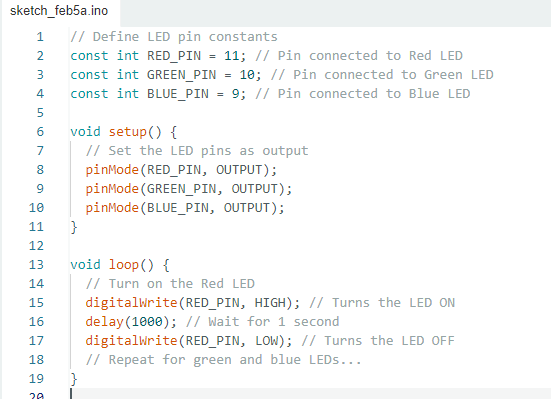 sketch_feb5a.ino
1 // Define LED pin constants
2 const int RED_PIN = 11; // Pin connected to Red LED
3 const int GREEN_PIN = 10; // Pin connected to Green LED
4 const int BLUE_PIN = 9; // Pin connected to Blue LED
5
6 void setup() {
7 // Set the LED pins as output
8 pinMode(RED_PIN, OUTPUT);
9 pinMode(GREEN_PIN, OUTPUT);
10 pinMode(BLUE_PIN, OUTPUT);
11 }
12
13 void loop() {
14 // Turn on the Red LED
15 digitalWrite(RED_PIN, HIGH); // Turns the LED ON
16 delay(1000); // Wait for 1 second
17 digitalWrite(RED_PIN, LOW); // Turns the LED OFF
18 // Repeat for green and blue LEDs...
19 }
20